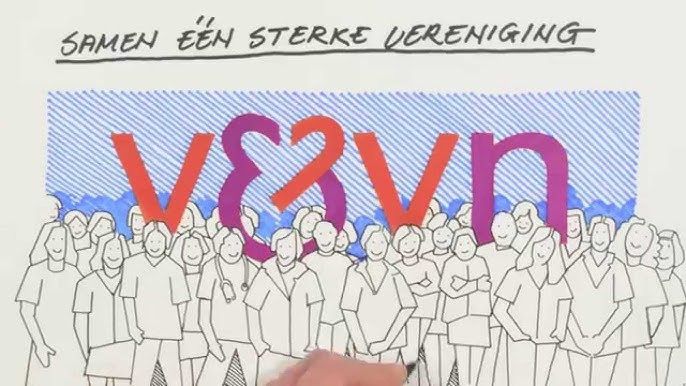 SAMEN ÉÉN STERKE VERENIGING
v&vn